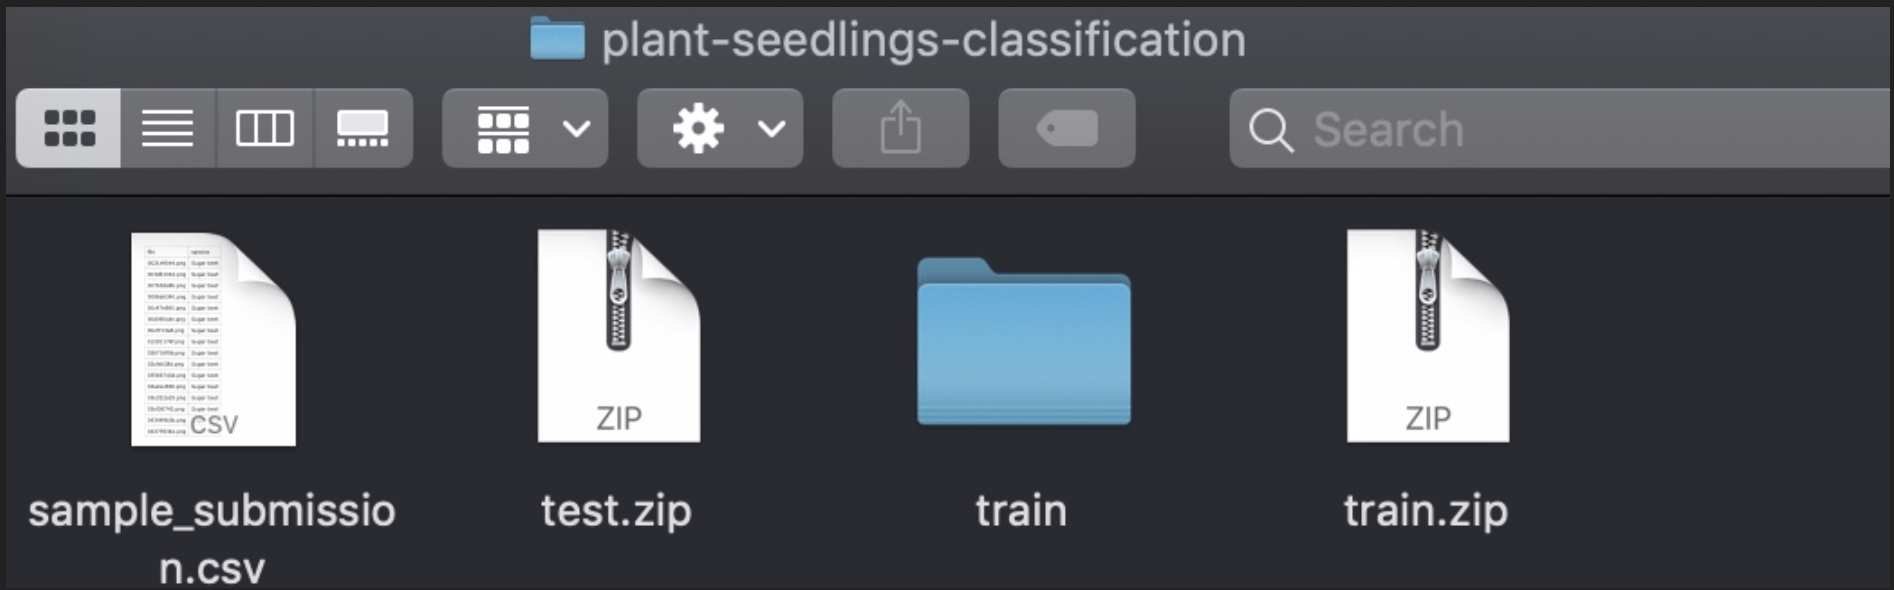 plant-seedlings-classification
Search
CSV
ZIP
ZIP
sample_submissio
n.csv
test.zip
train
train.zip